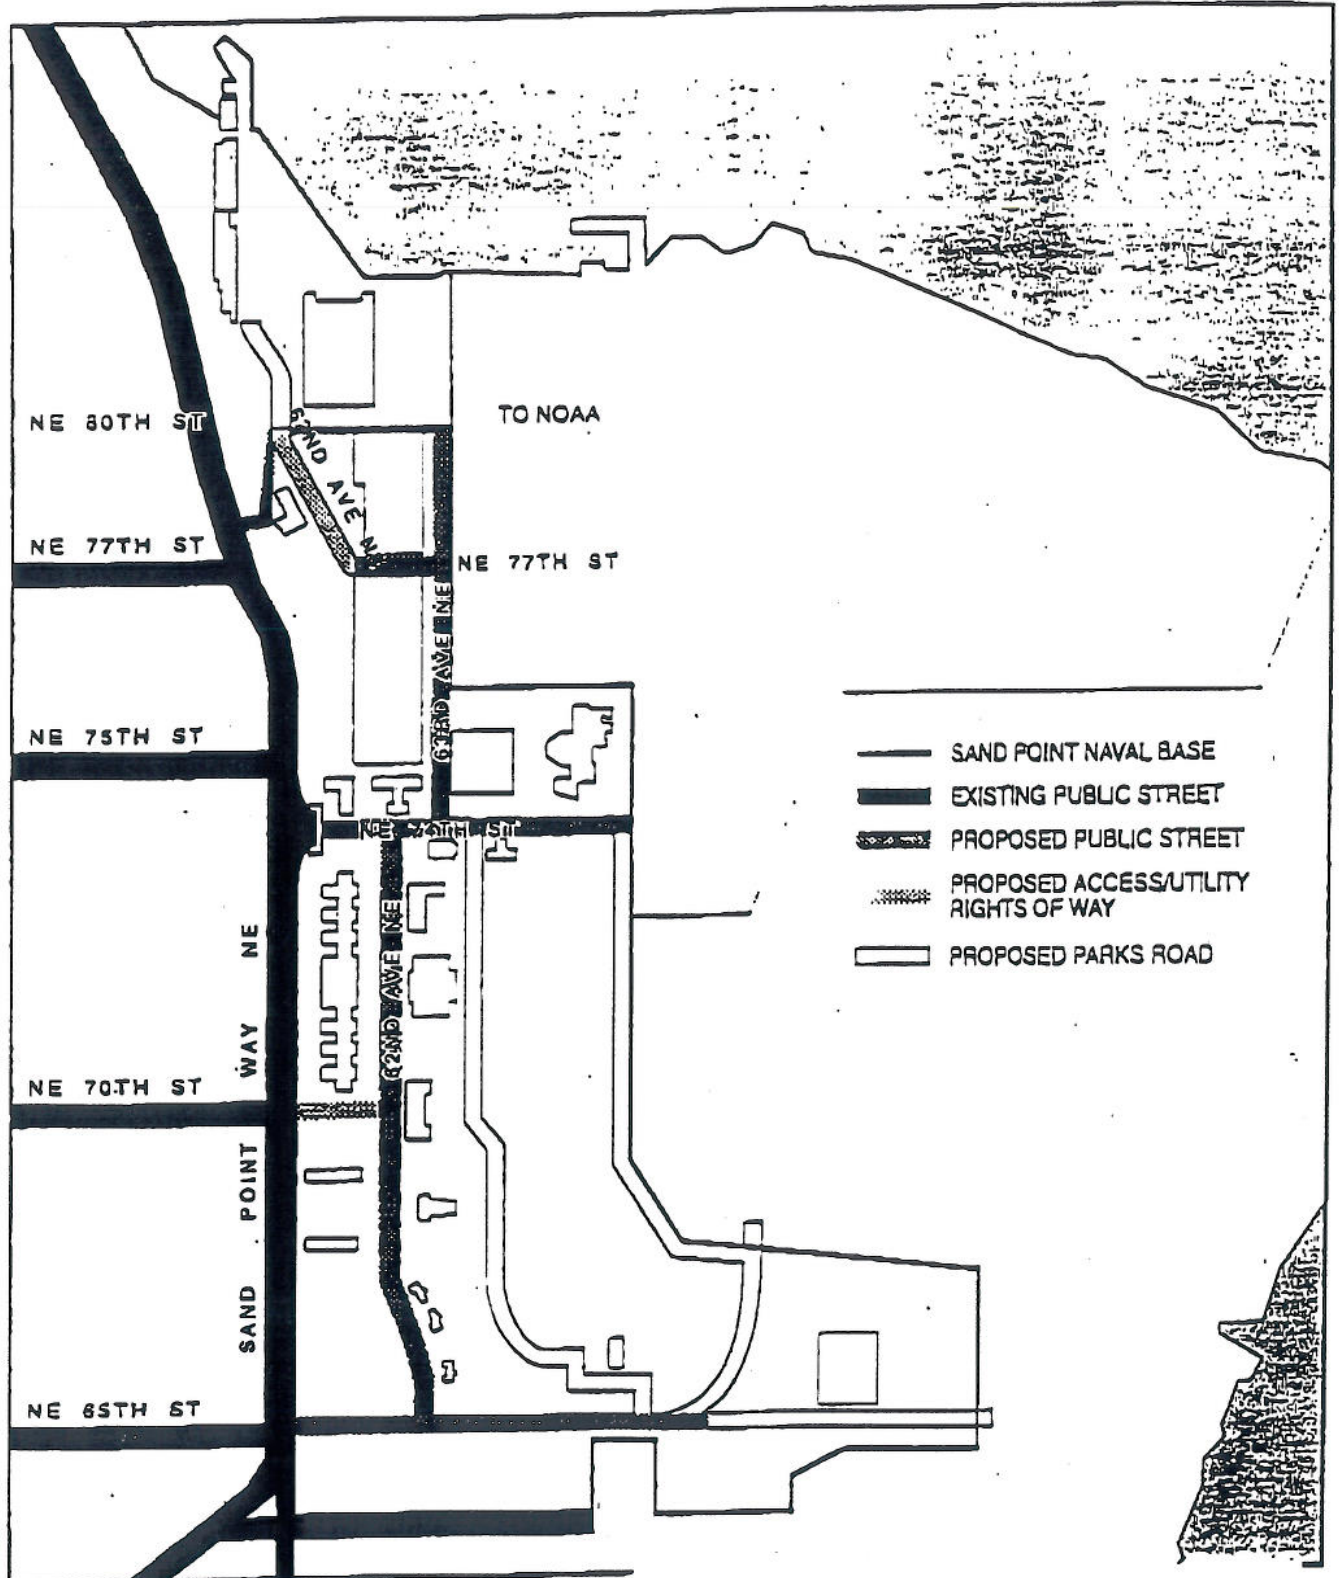 NE 80TH ST
TO NOAA
62ND AVE N
NE 77TH ST
NE 77TH ST
63RD AVE NE
NE 75TH ST
SAND POINT NAVAL BASE
EXISTING PUBLIC STREET
NE 74TH ST
PROPOSED PUBLIC STREET
PROPOSED ACCESS/UTILITY
RIGHTS OF WAY
PROPOSED PARKS ROAD
62ND AVE NE
SAND POINT WAY NE
NE 70TH ST
NE 65TH ST